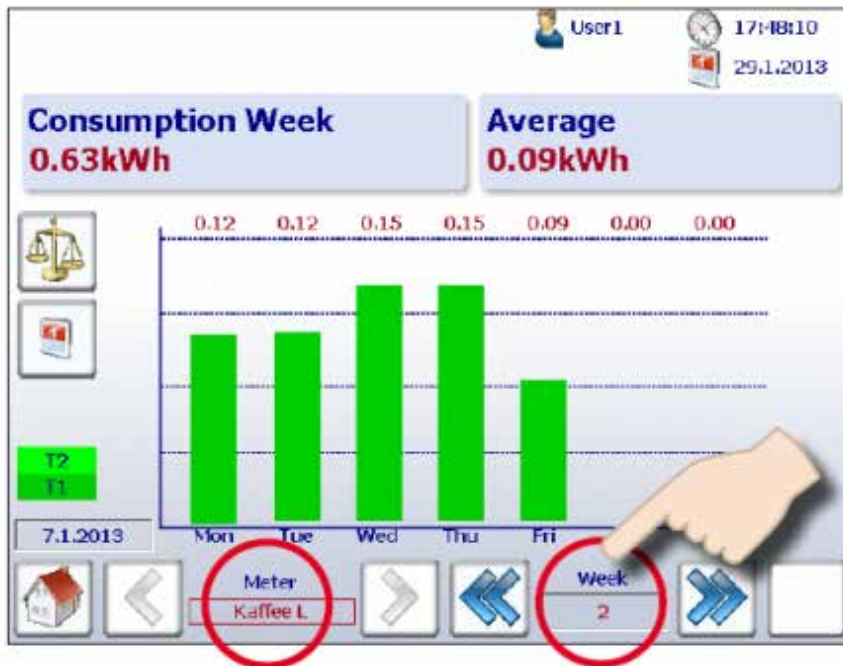 User1
17:48:10
29.1.2013
Consumption Week
0.63kWh
Average
0.09kWh
0.12 0.12 0.15 0.15 0.09 0.00 0.00
T2
T1
7.1.2013
Mon Tue Wed Thu Fri
Meter
Kaffee L
Week
2